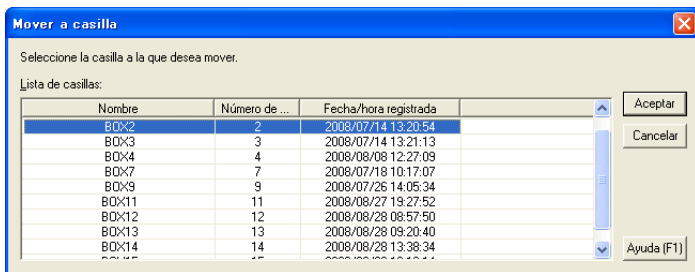 Mover a casilla
Seleccione la casilla a la que desea mover.
Lista de casillas:
Nombre Número de ... Fecha/hora registrada
BOX2 2 2008/07/14 13:20:54
BOX3 3 2008/07/14 13:21:13
BOX4 4 2008/08/08 12:27:09
BOX7 7 2008/07/18 10:17:07
BOX9 9 2008/07/26 14:05:34
BOX11 11 2008/08/27 19:27:52
BOX12 12 2008/08/28 08:57:50
BOX13 13 2008/08/28 09:20:40
BOX14 14 2008/08/28 13:38:34
Aceptar
Cancelar
Ayuda (F1)